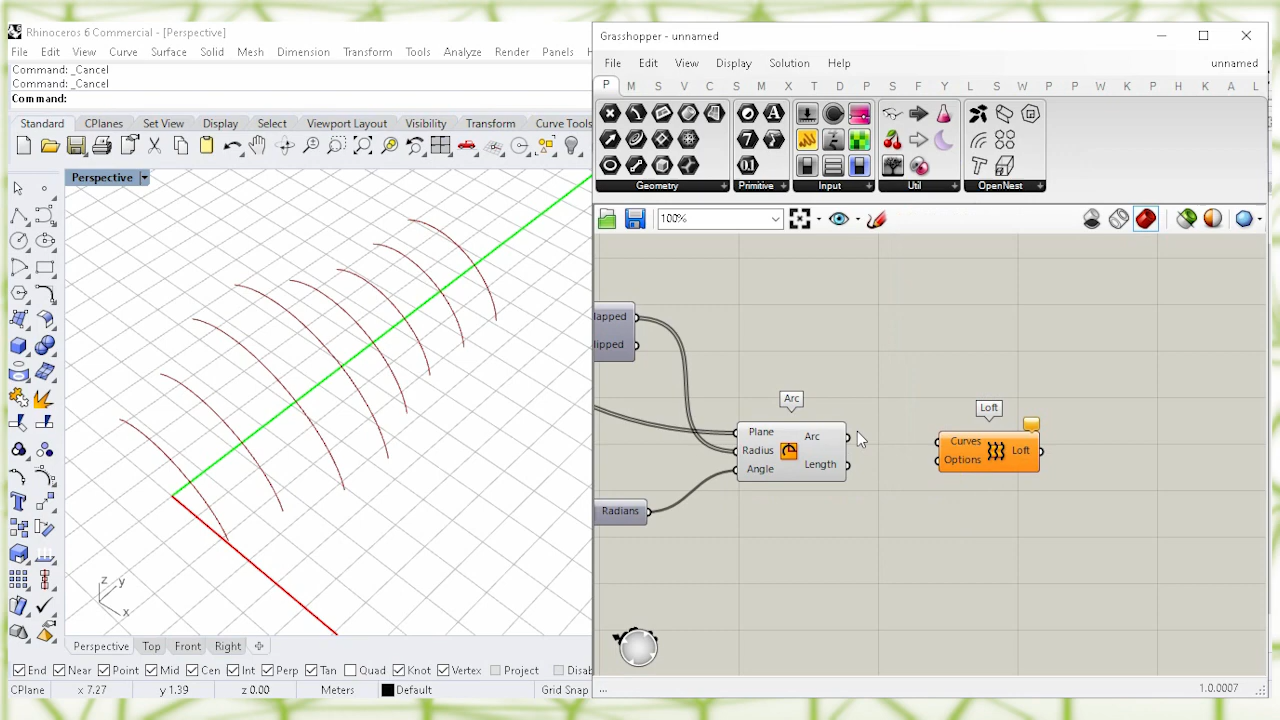 Rhinoceros 6 Commercial - [Perspective]
File Edit View Curve Surface Solid Mesh Dimension Transform Tools Analyze Render Panels
Command: _Cancel
Command: _Cancel
Command:
Standard CPlanes Set View Display Select Viewport Layout Visibility Transform Curve Tools
Perspective
z y
x
Perspective Top Front Right
End Near Point Mid Cen Int Perp Tan Quad Knot Vertex Project Disab
CPlane x 7.27 y 1.39 z 0.00 Meters Default Grid Snap
Grasshopper - unnamed
File Edit View Display Solution Help unnamed
P M S V C S M X T D P S F Y L S P W P P W K P H K A L
Geometry Primitive Input Util OpenNest
100%
lapped
lipped
Arc
Plane Arc
Radius
Angle Length
Radians
Loft
Curves
Options Loft
... 1.0.0007